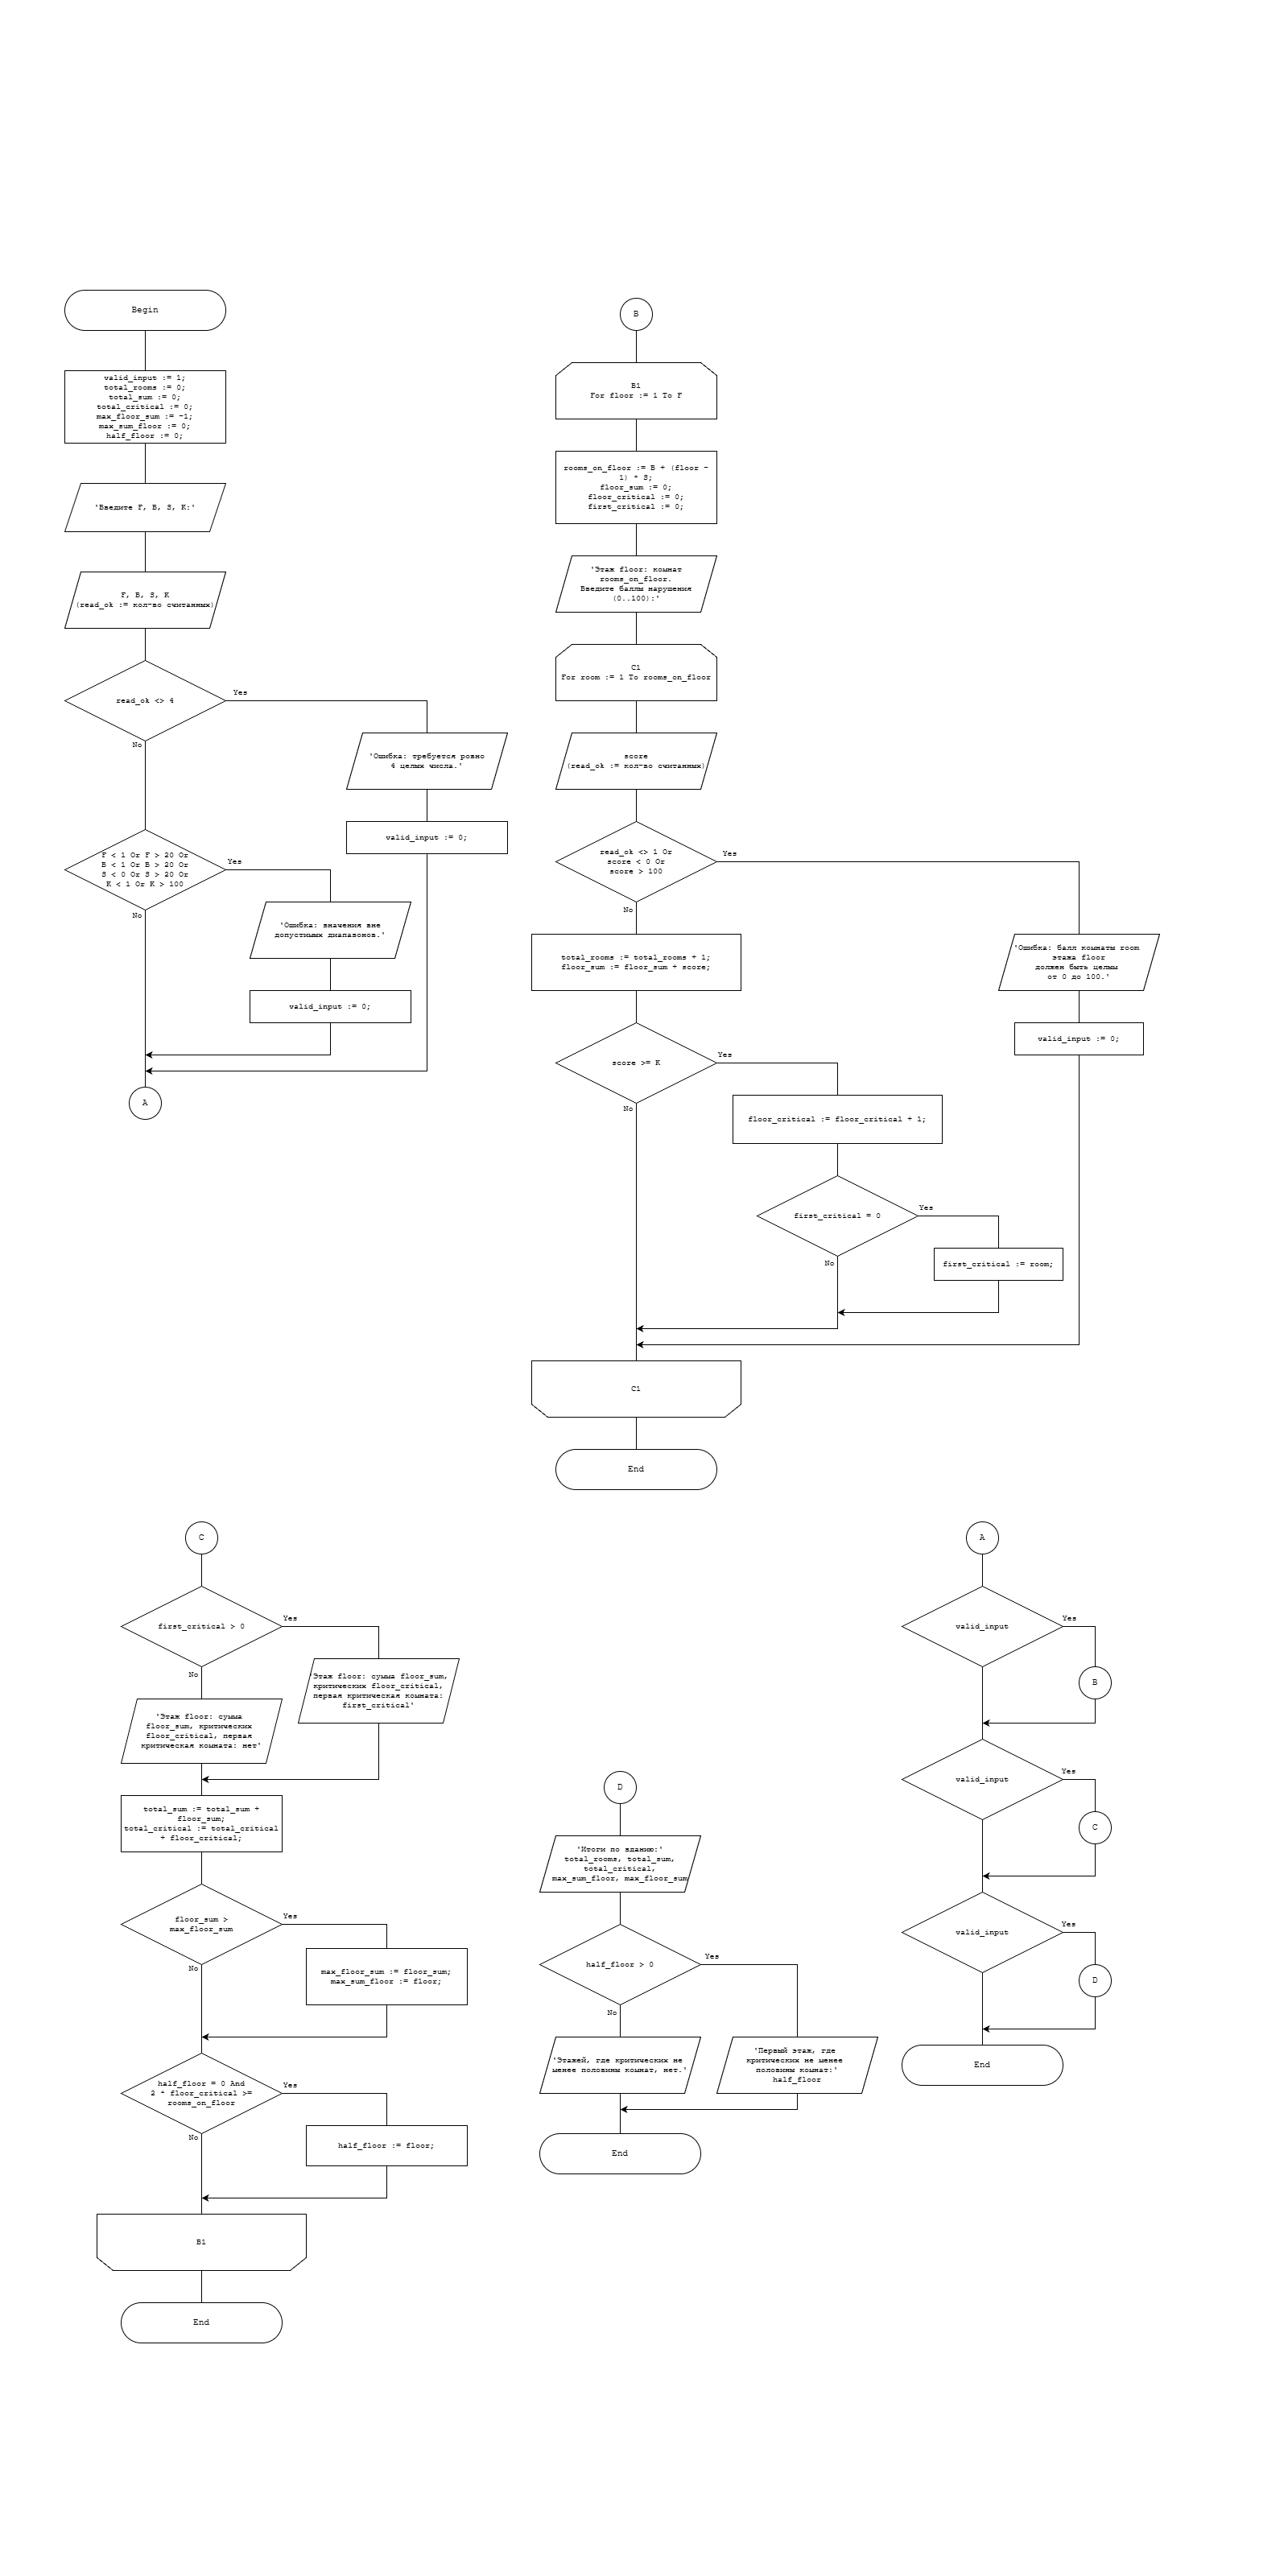 Begin
valid_input := 1;
total_rooms := 0;
total_sum := 0;
total_critical := 0;
max_floor_sum := -1;
max_sum_floor := 0;
half_floor := 0;
'Введите F, B, S, K:'
F, B, S, K
(read_ok := кол-во считанных)
read_ok <> 4
Yes
No
'Ошибка: требуется ровно
4 целых числа.'
valid_input := 0;
F < 1 Or F > 20 Or
B < 1 Or B > 20 Or
S < 0 Or S > 20 Or
K < 1 Or K > 100
Yes
No
'Ошибка: значения вне
допустимых диапазонов.'
valid_input := 0;
A
B
B1
For floor := 1 To F
rooms_on_floor := B + (floor -
1) * S;
floor_sum := 0;
floor_critical := 0;
first_critical := 0;
'Этаж floor: комнат
rooms_on_floor.
Введите баллы нарушения
(0..100):'
C1
For room := 1 To rooms_on_floor
score
(read_ok := кол-во считанных)
read_ok <> 1 Or
score < 0 Or
score > 100
Yes
No
'Ошибка: балл комнаты room
этажа floor
должен быть целым
от 0 до 100.'
valid_input := 0;
total_rooms := total_rooms + 1;
floor_sum := floor_sum + score;
score >= K
Yes
No
floor_critical := floor_critical + 1;
first_critical = 0
Yes
No
first_critical := room;
C1
End
C
first_critical > 0
Yes
No
'Этаж floor: сумма floor_sum,
критических floor_critical,
первая критическая комната:
first_critical'
'Этаж floor: сумма
floor_sum, критических
floor_critical, первая
критическая комната: нет'
total_sum := total_sum +
floor_sum;
total_critical := total_critical
+ floor_critical;
floor_sum >
max_floor_sum
Yes
No
max_floor_sum := floor_sum;
max_sum_floor := floor;
half_floor = 0 And
2 * floor_critical >=
rooms_on_floor
Yes
No
half_floor := floor;
B1
End
D
'Итоги по зданию:'
total_rooms, total_sum,
total_critical,
max_sum_floor, max_floor_sum
half_floor > 0
Yes
No
'Этажей, где критических не
менее половины комнат, нет.'
'Первый этаж, где
критических не менее
половины комнат:'
half_floor
End
A
valid_input
Yes
B
valid_input
Yes
C
valid_input
Yes
D
End